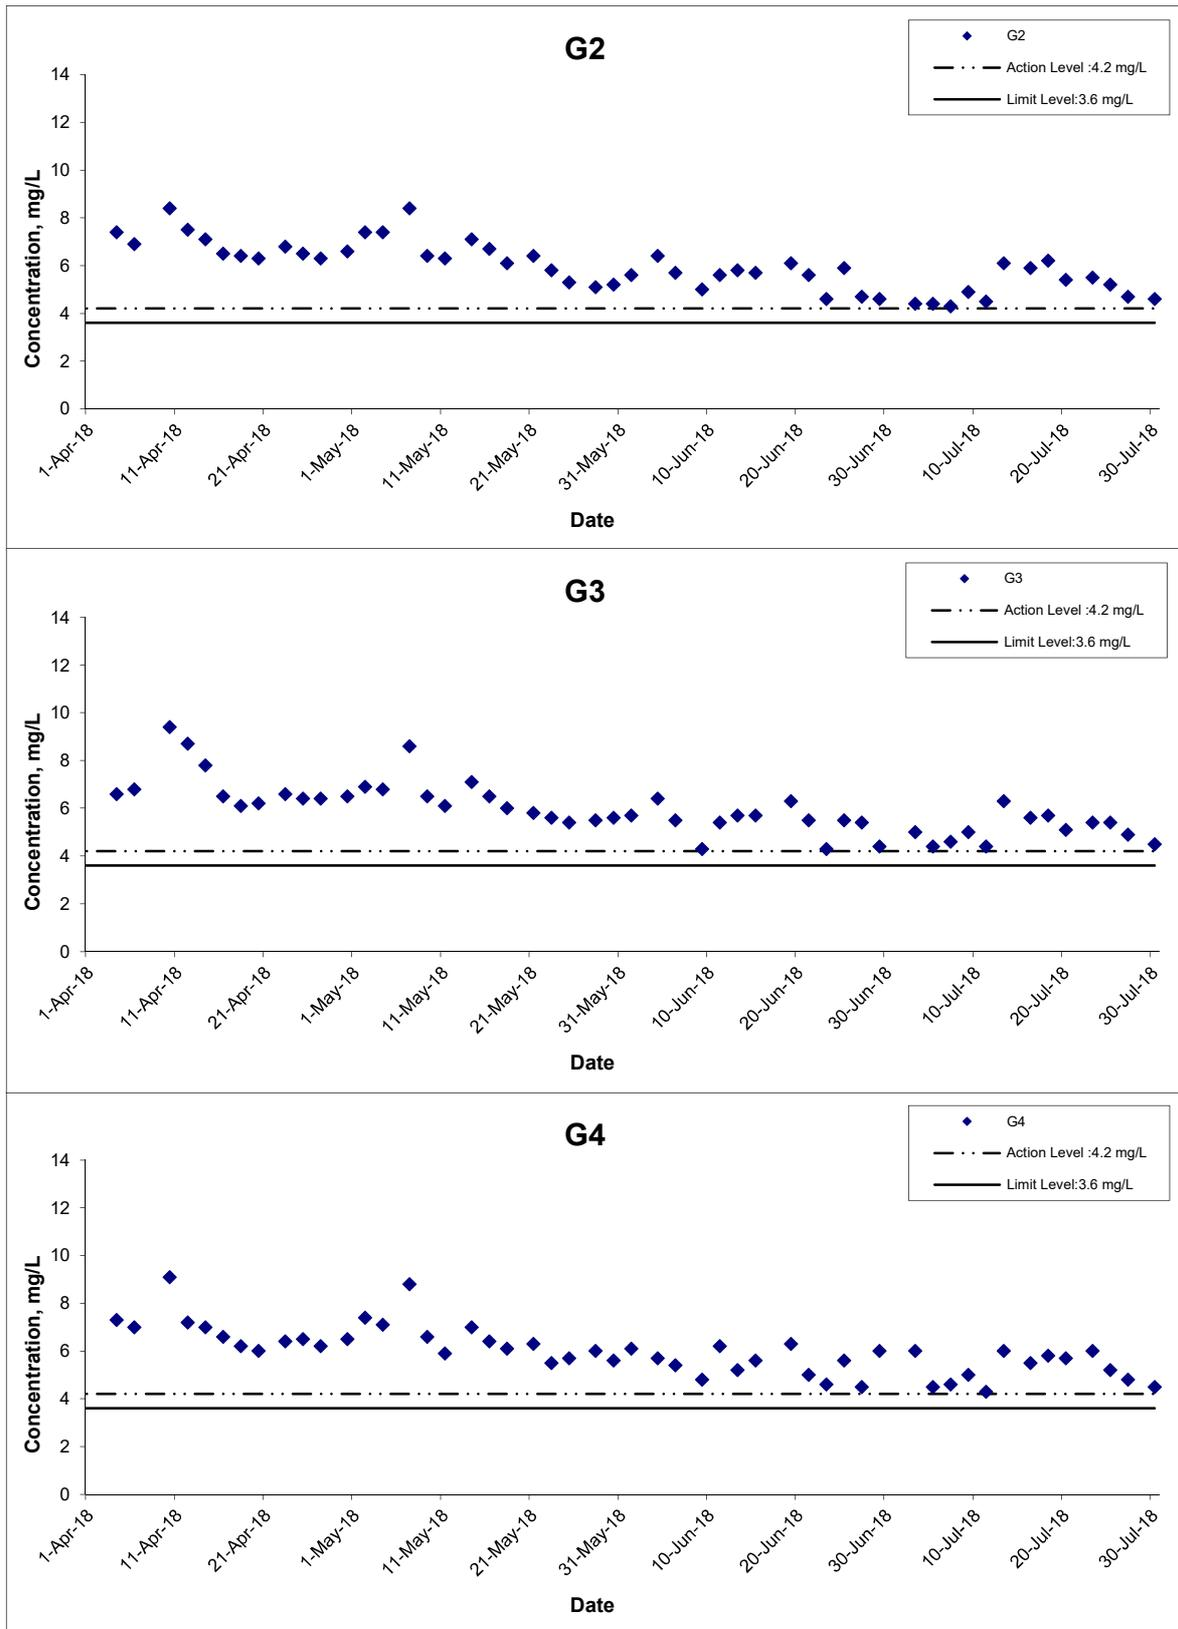 G2
G2
Action Level :4.2 mg/L
Limit Level:3.6 mg/L
Concentration, mg/L
14
12
10
8
6
4
2
0
1-Apr-18
11-Apr-18
21-Apr-18
1-May-18
11-May-18
21-May-18
31-May-18
10-Jun-18
20-Jun-18
30-Jun-18
10-Jul-18
20-Jul-18
30-Jul-18
Date
G3
G3
Action Level :4.2 mg/L
Limit Level:3.6 mg/L
Concentration, mg/L
14
12
10
8
6
4
2
0
1-Apr-18
11-Apr-18
21-Apr-18
1-May-18
11-May-18
21-May-18
31-May-18
10-Jun-18
20-Jun-18
30-Jun-18
10-Jul-18
20-Jul-18
30-Jul-18
Date
G4
G4
Action Level :4.2 mg/L
Limit Level:3.6 mg/L
Concentration, mg/L
14
12
10
8
6
4
2
0
1-Apr-18
11-Apr-18
21-Apr-18
1-May-18
11-May-18
21-May-18
31-May-18
10-Jun-18
20-Jun-18
30-Jun-18
10-Jul-18
20-Jul-18
30-Jul-18
Date